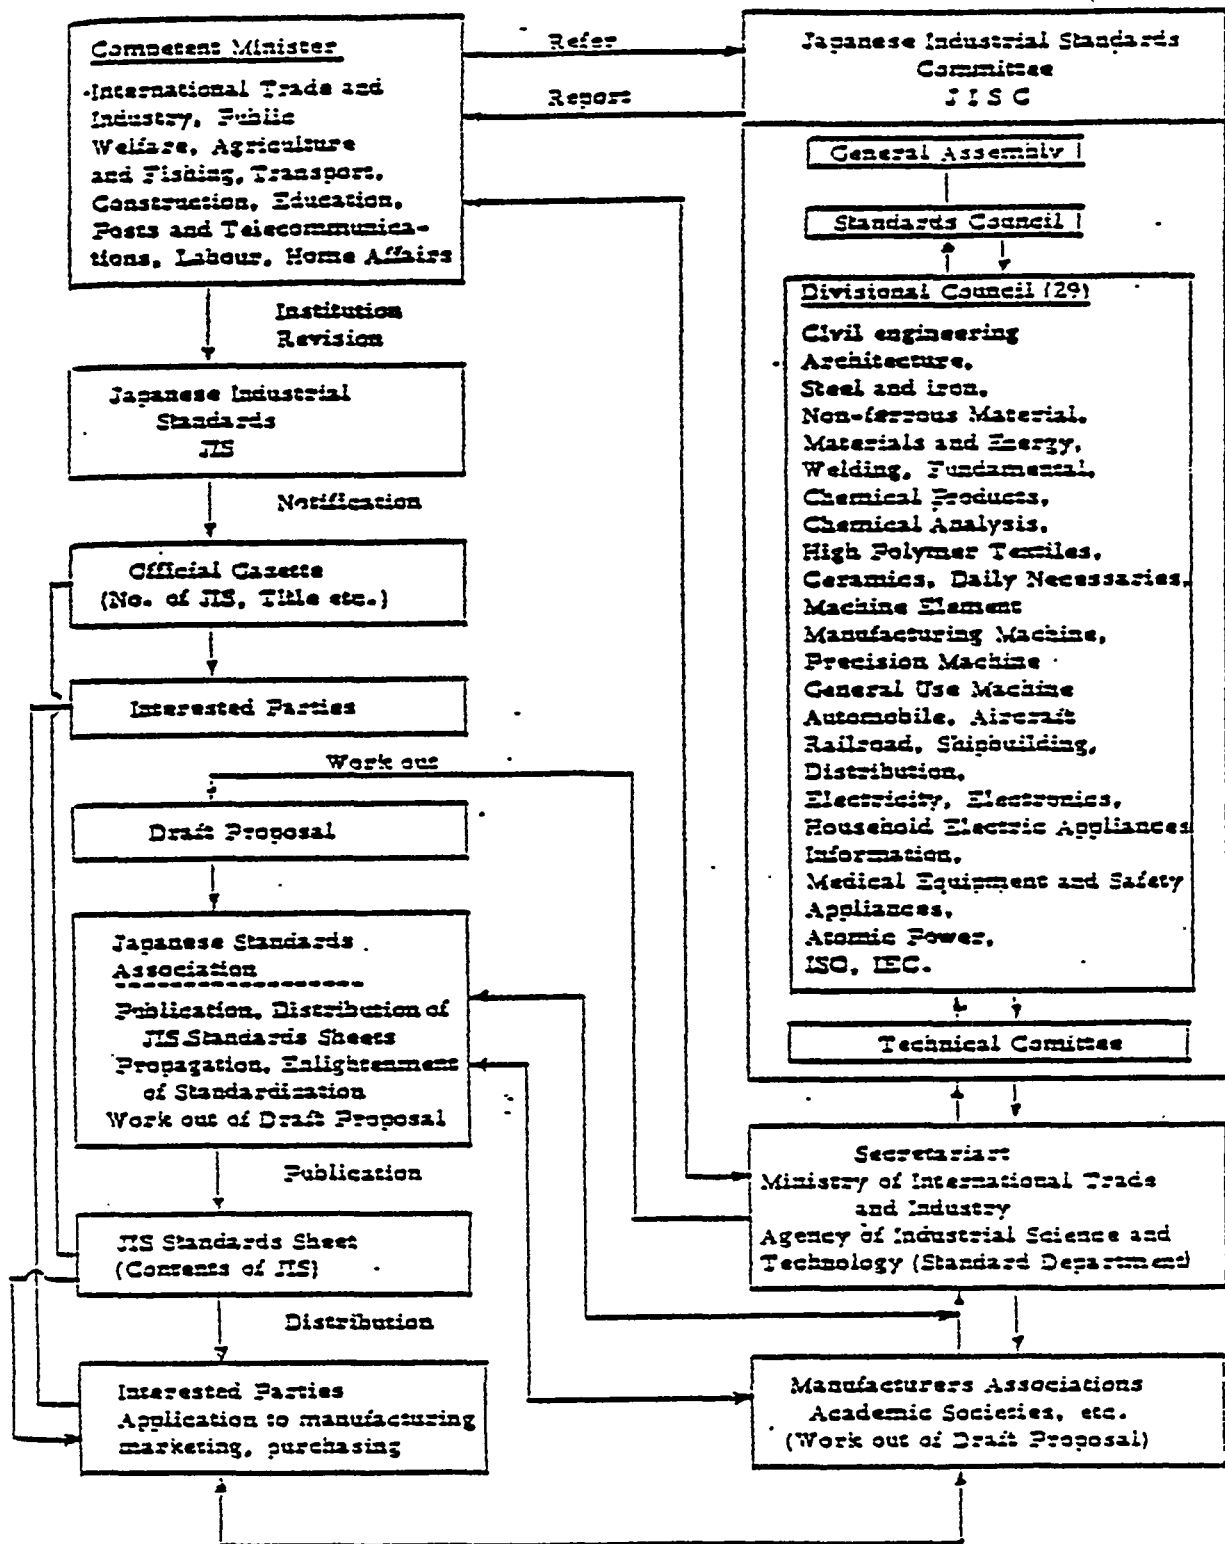 Competent Minister
International Trade and
Industry, Public
Welfare, Agriculture
and Fishing, Transport,
Construction, Education,
Posts and Telecommunica-
tions, Labour, Home Affairs
Refer
Report
Japanese Industrial Standards
Committee
J I S C
General Assembly
Standards Council
Divisional Council (29)
Civil engineering
Architecture,
Steel and iron,
Non-ferrous Material,
Materials and Energy,
Welding, Fundamental,
Chemical Products,
Chemical Analysis,
High Polymer Textiles,
Ceramics, Daily Necessaries,
Machine Element
Manufacturing Machine,
Precision Machine
General Use Machine
Automobile, Aircraft
Railroad, Shipbuilding,
Distribution,
Electricity, Electronics,
Household Electric Appliances
Information,
Medical Equipment and Safety
Appliances,
Atomic Power,
ISO, IEC.
Technical Comittee
Institution
Revision
Japanese Industrial
Standards
JIS
Notification
Official Gazette
(No. of JIS, Title etc.)
Interested Parties
Work out
Draft Proposal
Japanese Standards
Association
Publication, Distribution of
JIS Standards Sheets
Propagation, Enlightenment
of Standardization
Work out of Draft Proposal
Publication
JIS Standards Sheet
(Contents of JIS)
Distribution
Interested Parties
Application to manufacturing
marketing, purchasing
Secretariart
Ministry of International Trade
and Industry
Agency of Industrial Science and
Technology (Standard Department)
Manufacturers Associations
Academic Societies, etc.
(Work out of Draft Proposal)